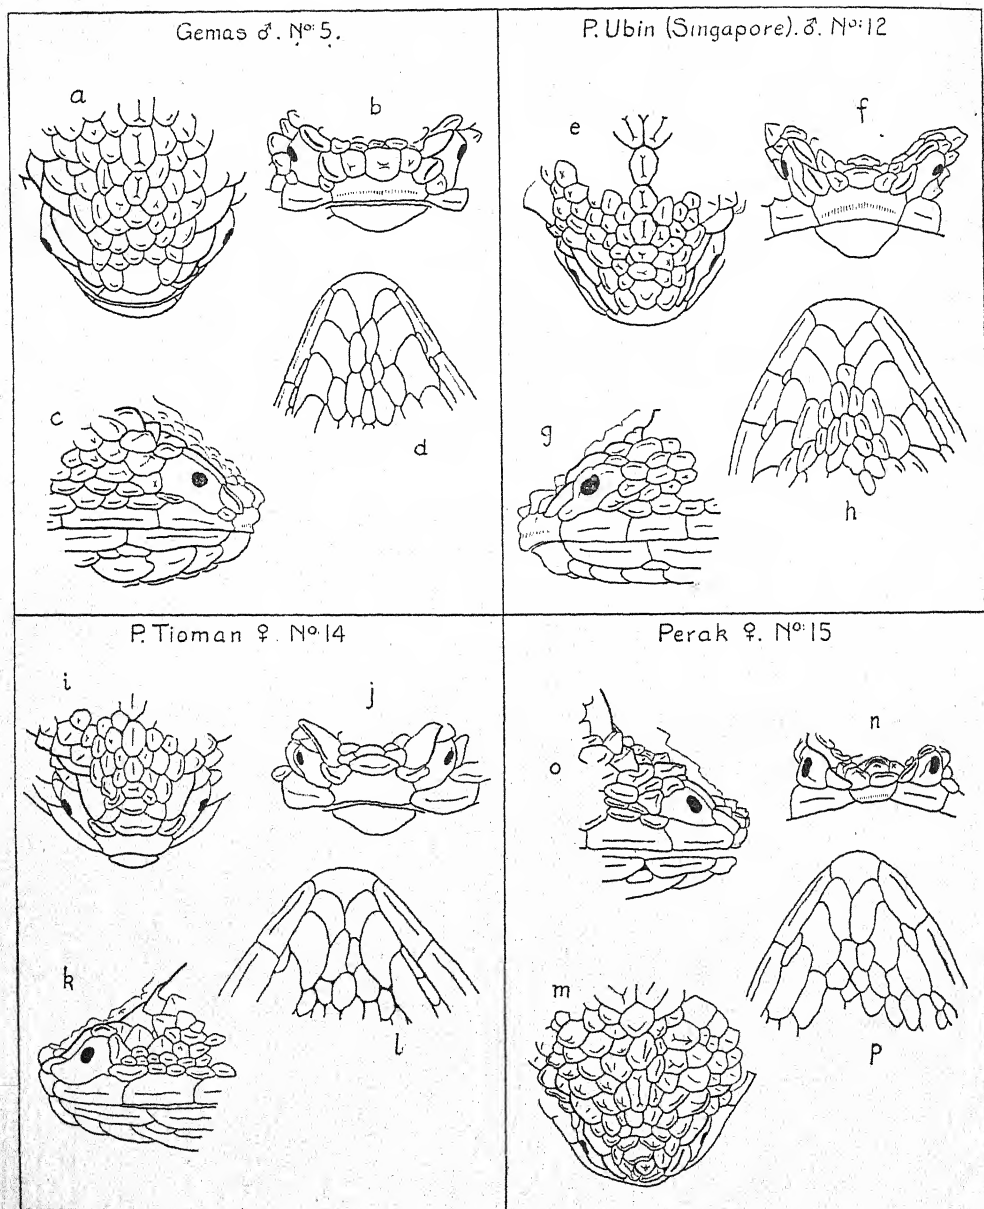 Gemas ♂. Nº: 5.
a
b
c
d
P. Ubin (Singapore). ♂. Nº: 12
e
f
g
h
P. Tioman ♀. Nº: 14
i
j
k
l
Perak ♀. Nº: 15
n
o
m
p